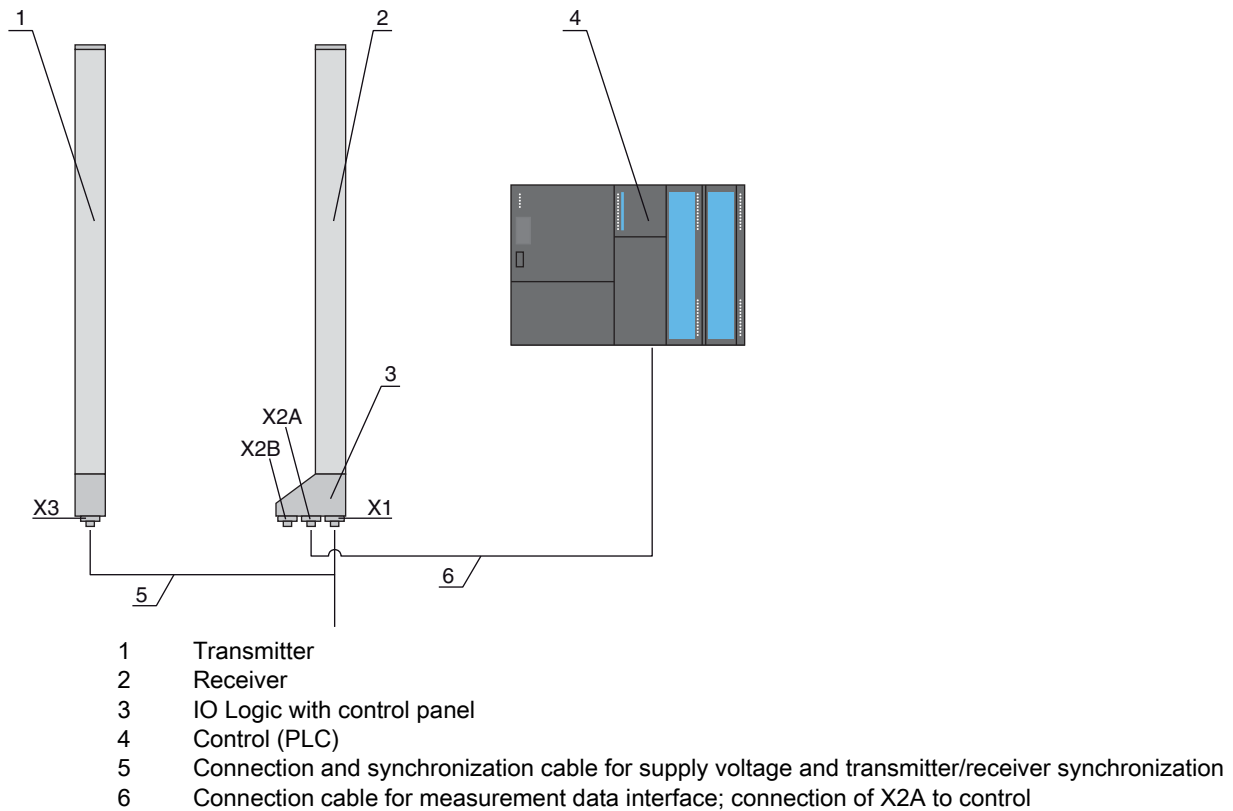 1 2 4
3
X2A
X2B
X3 X1
5 6
1 Transmitter
2 Receiver
3 IO Logic with control panel
4 Control (PLC)
5 Connection and synchronization cable for supply voltage and transmitter/receiver synchronization
6 Connection cable for measurement data interface; connection of X2A to control